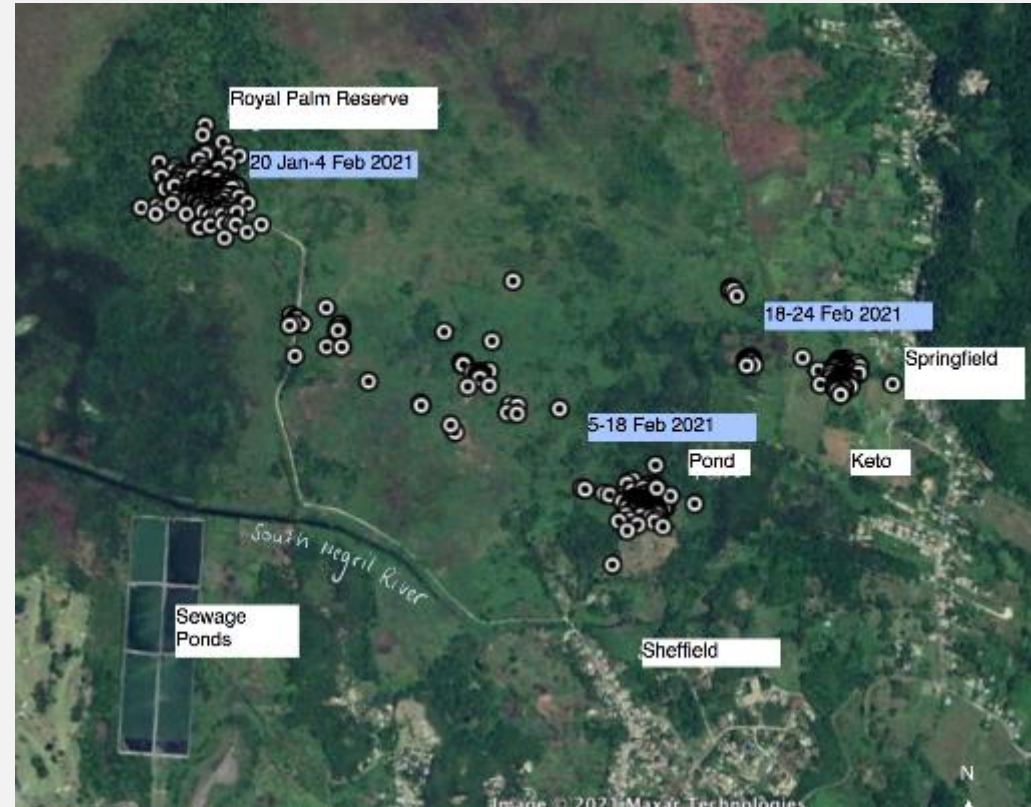 Royal Palm Reserve
20 Jan-4 Feb 2021
18-24 Feb 2021
Springfield
5-18 Feb 2021
Pond
Keto
South Negril River
Sewage
Ponds
Sheffield
N
Image © 2021 Maxar Technologies